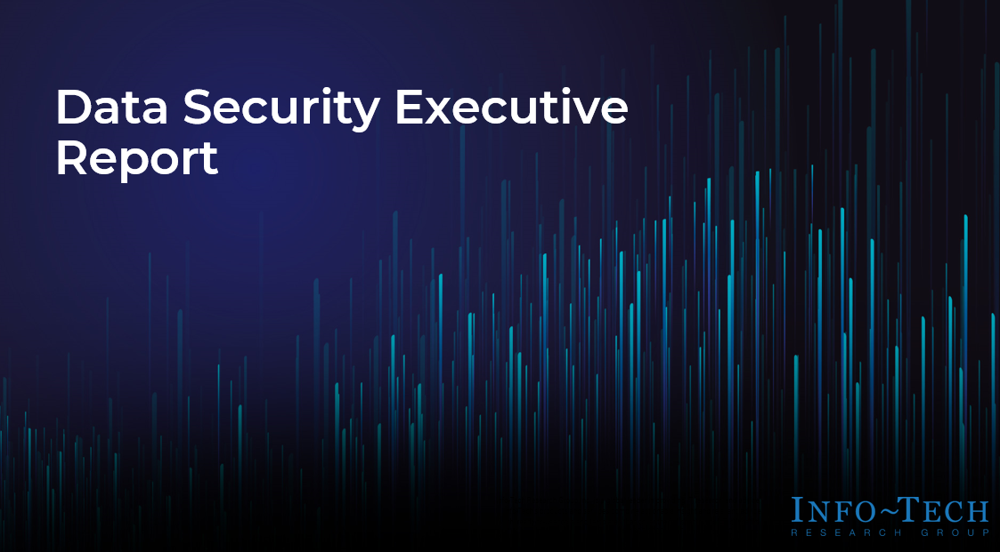 Data Security Executive
Report
INFO~TECH
RESEARCH GROUP